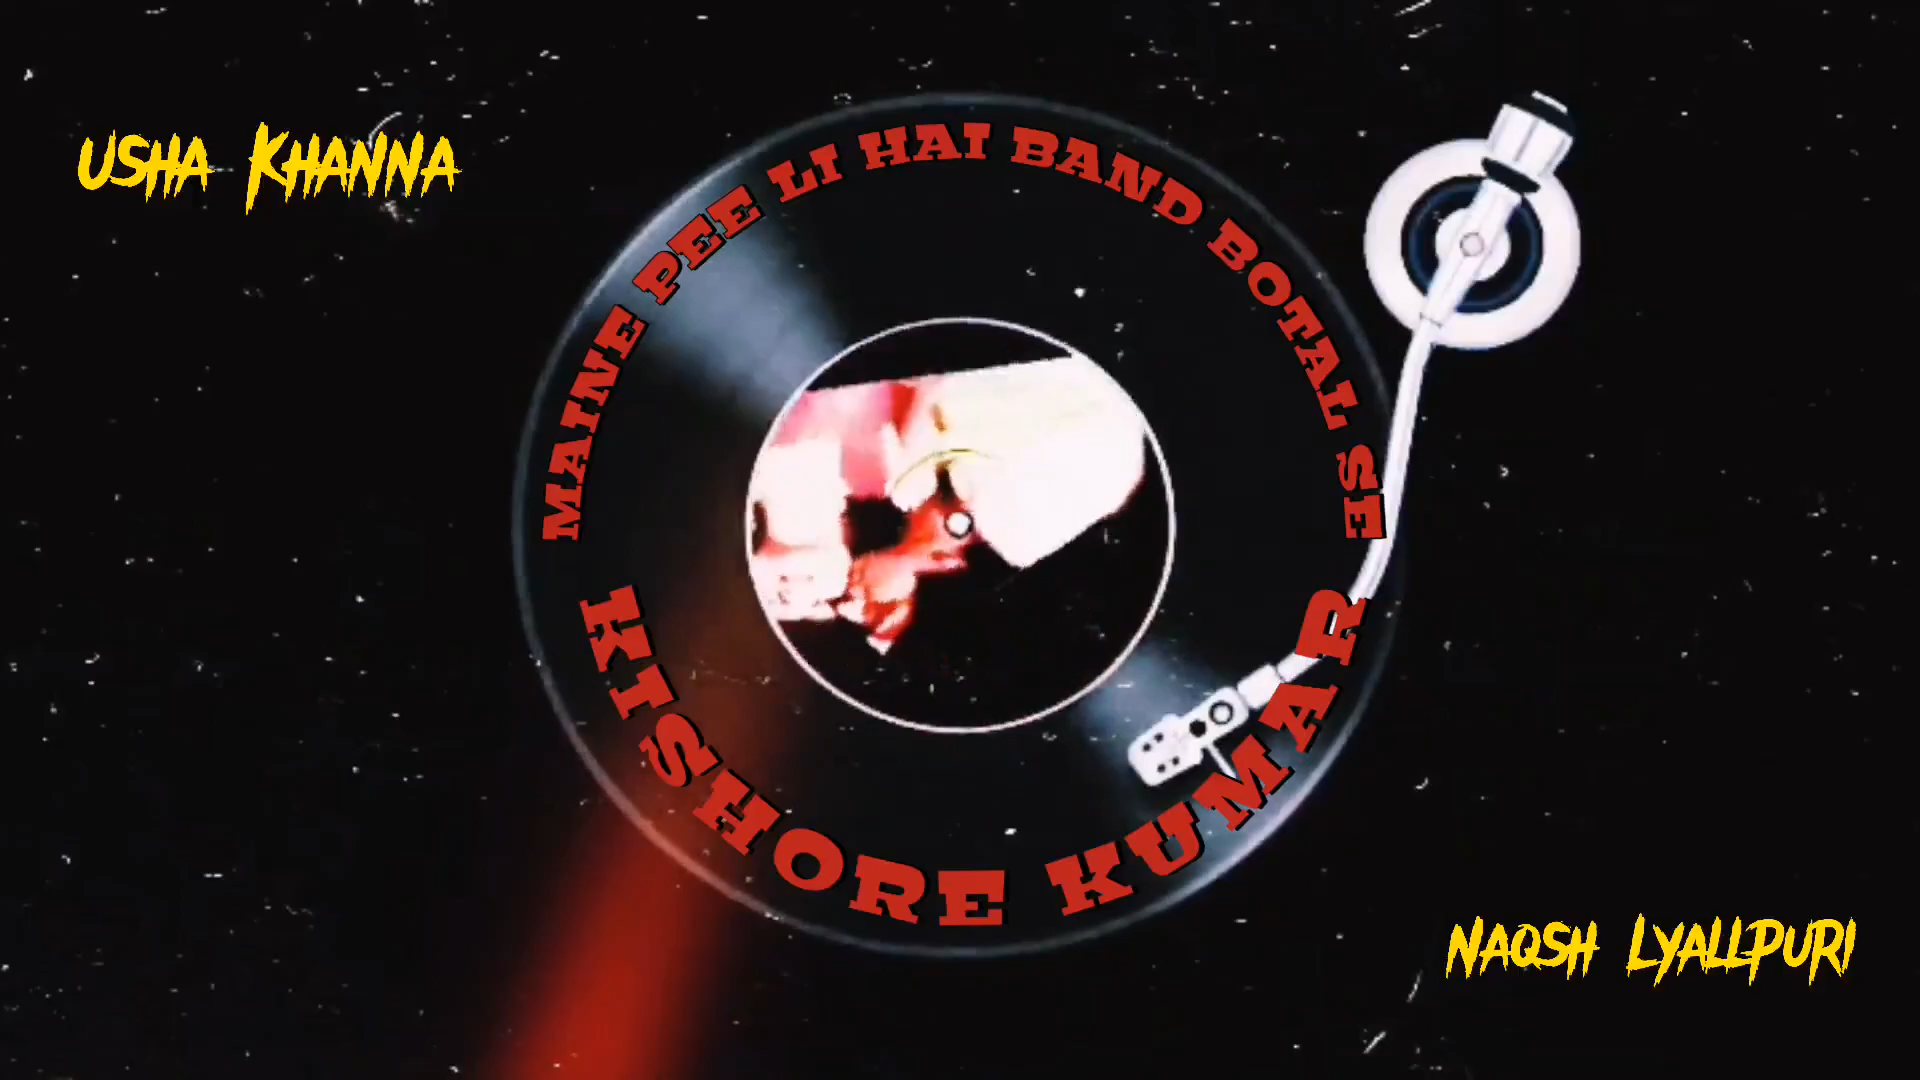 USHA KHANNA
MAINE PEE LI HAI BAND BOTAL SE
KISHORE KUMAR
NAQSH LYALLPURI